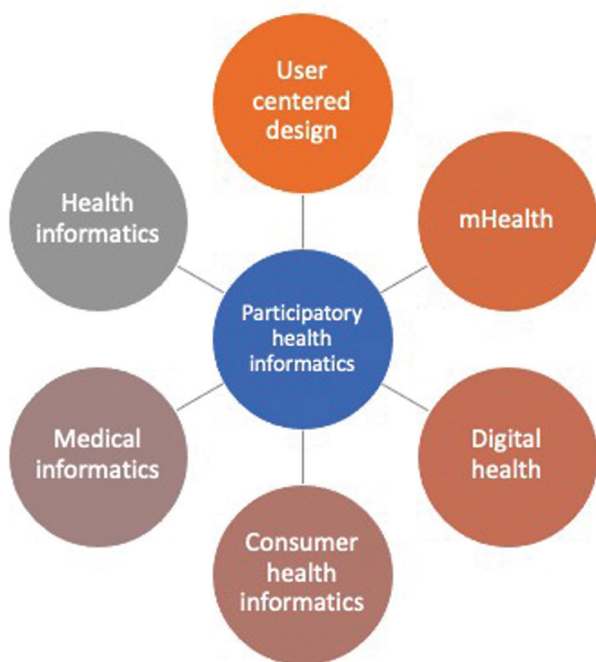 User
centered
design
mHealth
Digital
health
Consumer
health
informatics
Medical
informatics
Health
informatics
Participatory
health
informatics